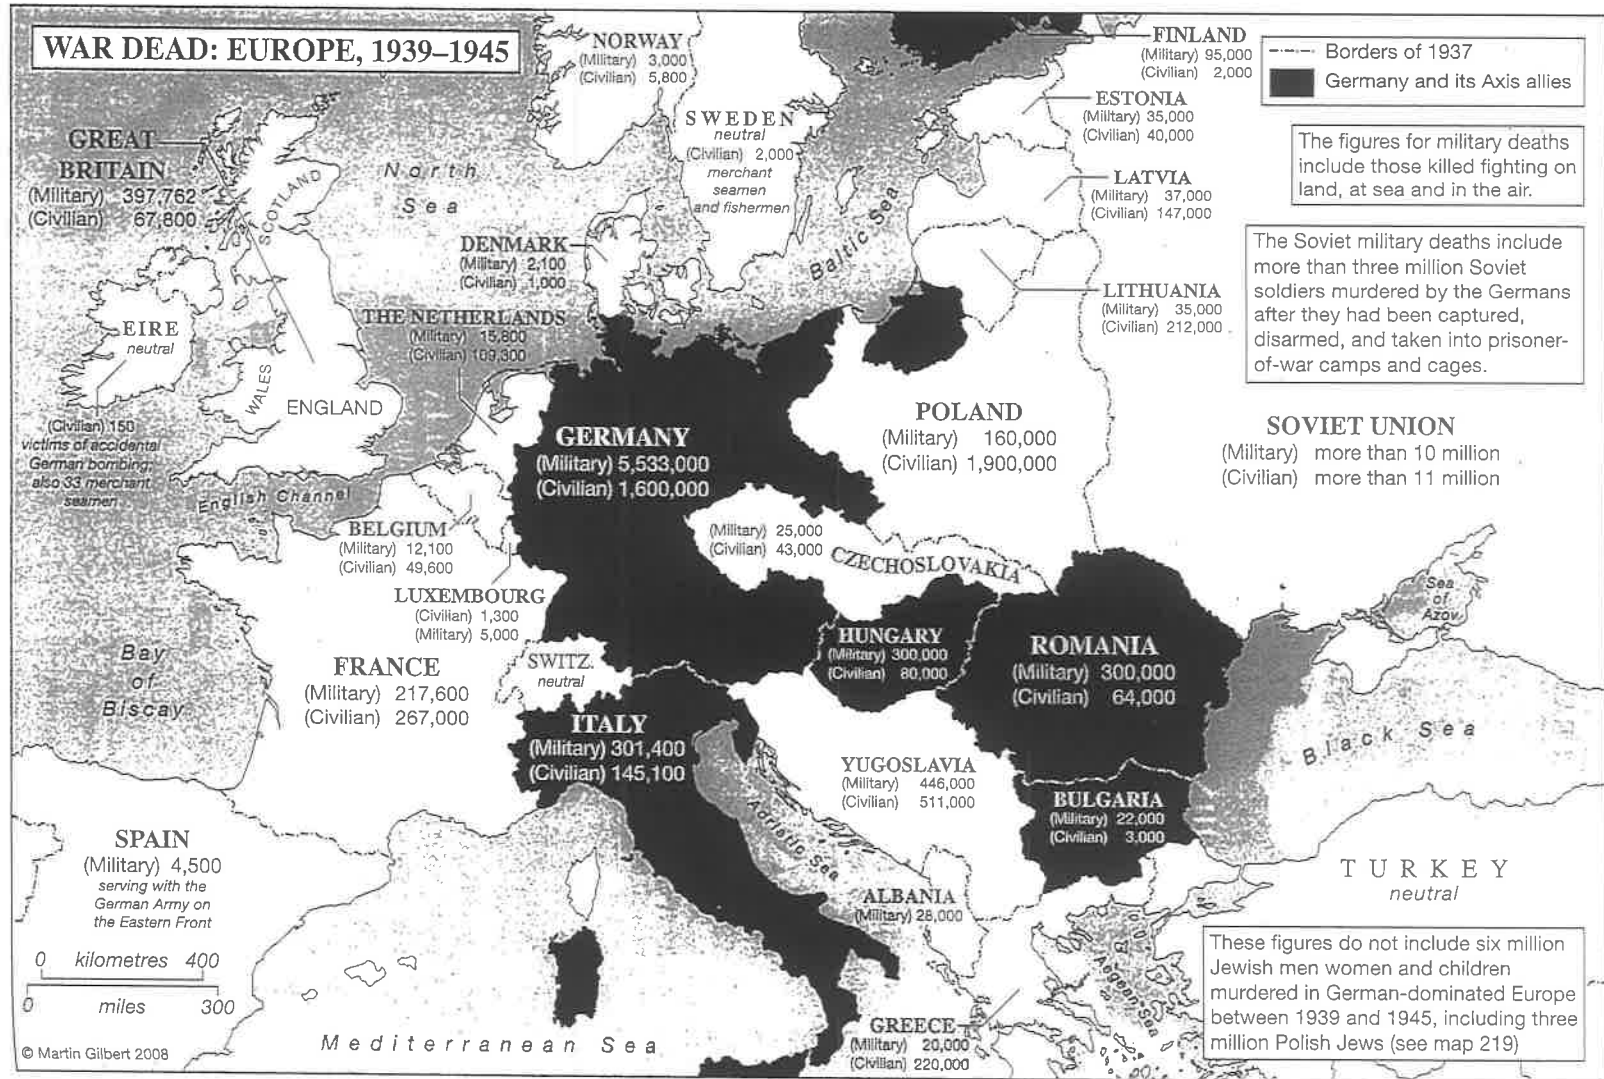 WAR DEAD: EUROPE, 1939–1945
NORWAY
(Military) 3,000
(Civilian) 5,800
FINLAND
(Military) 95,000
(Civilian) 2,000
Borders of 1937
Germany and its Axis allies
ESTONIA
(Military) 35,000
(Civilian) 40,000
SWEDEN
neutral
(Civilian) 2,000
merchant
seamen
and fishermen
The figures for military deaths
include those killed fighting on
land, at sea and in the air.
GREAT
BRITAIN
(Military) 397,762
(Civilian) 67,800
SCOTLAND
North
Sea
LATVIA
(Military) 37,000
(Civilian) 147,000
DENMARK
(Military) 2,100
(Civilian) 1,000
Baltic Sea
The Soviet military deaths include
more than three million Soviet
soldiers murdered by the Germans
after they had been captured,
disarmed, and taken into prisoner-
of-war camps and cages.
LITHUANIA
(Military) 35,000
(Civilian) 212,000
EIRE
neutral
THE NETHERLANDS
(Military) 15,800
(Civilian) 109,300
WALES
ENGLAND
(Civilian) 150
victims of accidental
German bombing;
also 33 merchant
seamen
GERMANY
(Military) 5,533,000
(Civilian) 1,600,000
POLAND
(Military) 160,000
(Civilian) 1,900,000
SOVIET UNION
(Military) more than 10 million
(Civilian) more than 11 million
English Channel
BELGIUM
(Military) 12,100
(Civilian) 49,600
(Military) 25,000
(Civilian) 43,000
CZECHOSLOVAKIA
LUXEMBOURG
(Civilian) 1,300
(Military) 5,000
Sea
of
Azov
Bay
of
Biscay
FRANCE
(Military) 217,600
(Civilian) 267,000
SWITZ.
neutral
HUNGARY
(Military) 300,000
(Civilian) 80,000
ROMANIA
(Military) 300,000
(Civilian) 64,000
ITALY
(Military) 301,400
(Civilian) 145,100
Black Sea
YUGOSLAVIA
(Military) 446,000
(Civilian) 511,000
BULGARIA
(Military) 22,000
(Civilian) 3,000
Adriatic Sea
SPAIN
(Military) 4,500
serving with the
German Army on
the Eastern Front
TURKEY
neutral
ALBANIA
(Military) 28,000
0 kilometres 400
0 miles 300
Aegean Sea
These figures do not include six million
Jewish men women and children
murdered in German-dominated Europe
between 1939 and 1945, including three
million Polish Jews (see map 219)
GREECE
(Military) 20,000
(Civilian) 220,000
Mediterranean Sea
© Martin Gilbert 2008